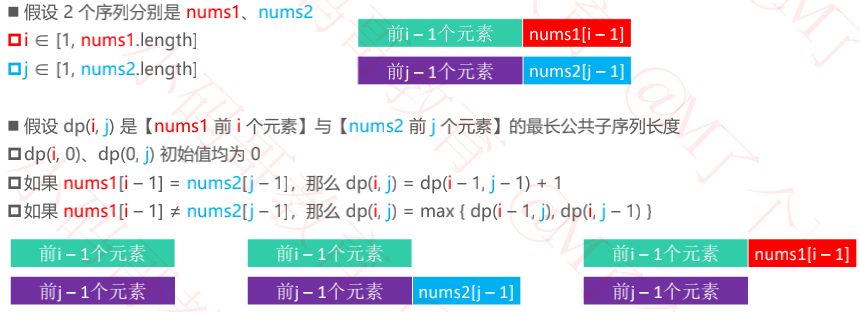 ■ 假设 2 个序列分别是 nums1、nums2
i ∈ [1, nums1.length]
j ∈ [1, nums2.length]
前i – 1个元素 nums1[i – 1]
前j – 1个元素 nums2[j – 1]
■ 假设 dp(i, j) 是【nums1 前 i 个元素】与【nums2 前 j 个元素】的最长公共子序列长度
dp(i, 0)、dp(0, j) 初始值均为 0
如果 nums1[i – 1] = nums2[j – 1]，那么 dp(i, j) = dp(i – 1, j – 1) + 1
如果 nums1[i – 1] ≠ nums2[j – 1]，那么 dp(i, j) = max { dp(i – 1, j), dp(i, j – 1) }
前i – 1个元素 前i – 1个元素 前i – 1个元素 nums1[i – 1]
前j – 1个元素 前j – 1个元素 nums2[j – 1] 前j – 1个元素